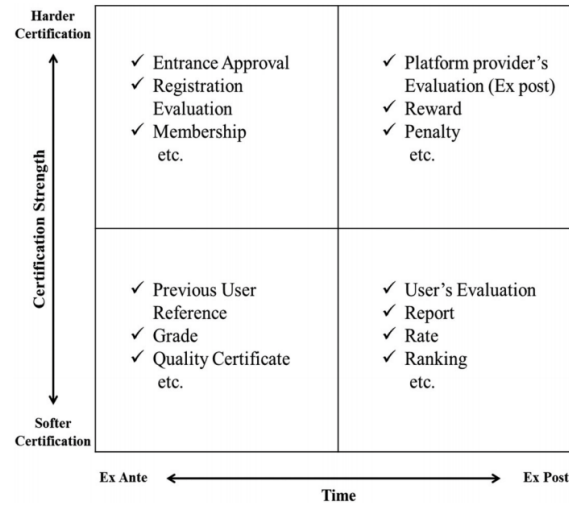 Harder
Certification
✓ Entrance Approval
✓ Registration
Evaluation
✓ Membership
etc.
✓ Platform provider's
Evaluation (Ex post)
✓ Reward
✓ Penalty
etc.
Certification Strength
✓ Previous User
Reference
✓ Grade
✓ Quality Certificate
etc.
✓ User's Evaluation
✓ Report
✓ Rate
✓ Ranking
etc.
Softer
Certification
Ex Ante
Ex Post
Time